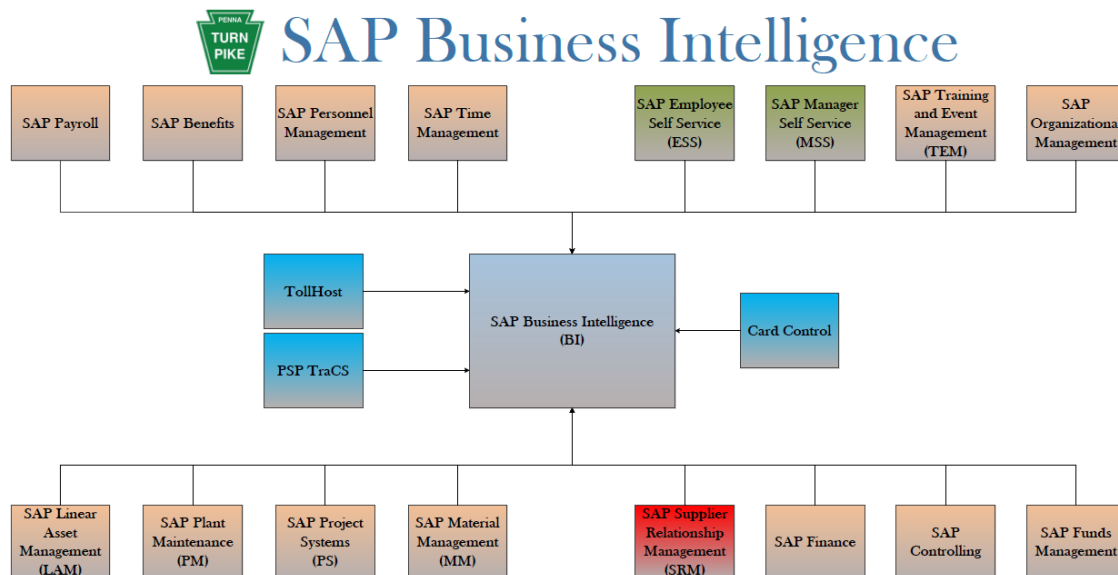 PENNA
TURN
PIKE
SAP Business Intelligence
SAP Payroll
SAP Benefits
SAP Personnel
Management
SAP Time
Management
SAP Employee
Self Service
(ESS)
SAP Manager
Self Service
(MSS)
SAP Training
and Event
Management
(TEM)
SAP
Organizational
Management
TollHost
SAP Business Intelligence
(BI)
Card Control
PSP TraCS
SAP Linear
Asset
Management
(LAM)
SAP Plant
Maintenance
(PM)
SAP Project
Systems
(PS)
SAP Material
Management
(MM)
SAP Supplier
Relationship
Management
(SRM)
SAP Finance
SAP
Controlling
SAP Funds
Management